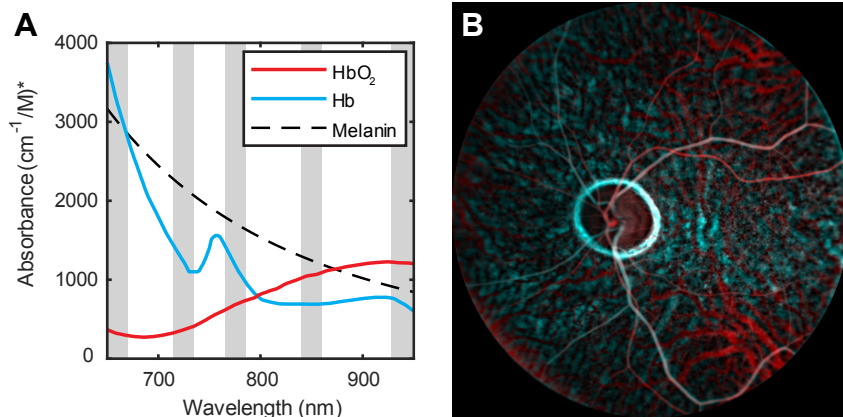 A
B
Absorbance (cm⁻¹/M)*
4000
3000
2000
1000
0
HbO₂
Hb
Melanin
700
800
900
Wavelength (nm)